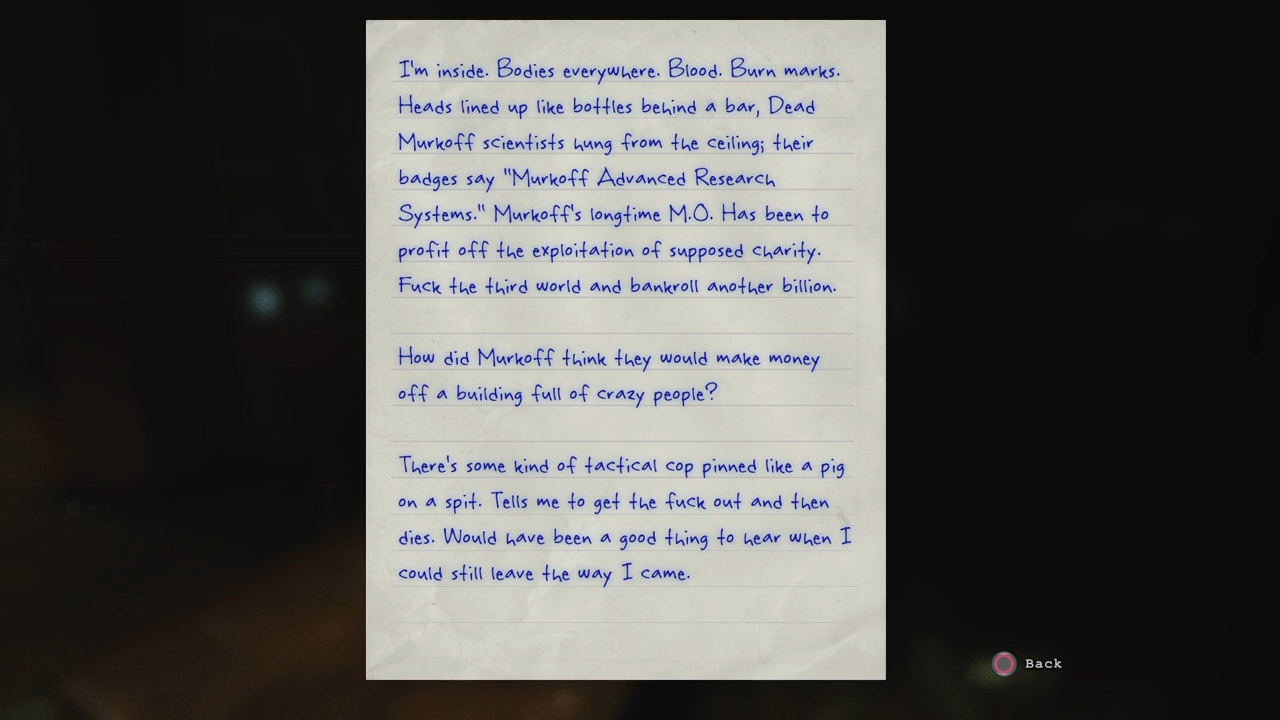 I'm inside. Bodies everywhere. Blood. Burn marks.
Heads lined up like bottles behind a bar, Dead
Murkoff scientists hung from the ceiling; their
badges say "Murkoff Advanced Research
Systems." Murkoff's longtime M.O. Has been to
profit off the exploitation of supposed charity.
Fuck the third world and bankroll another billion.
How did Murkoff think they would make money
off a building full of crazy people?
There's some kind of tactical cop pinned like a pig
on a spit. Tells me to get the fuck out and then
dies. Would have been a good thing to hear when I
could still leave the way I came.
Back